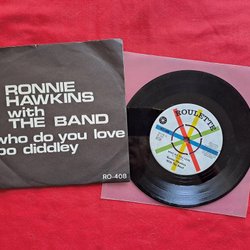 RONNIE
HAWKINS
with
THE BAND
who do you love
bo diddley
RO-408
ROULETTE